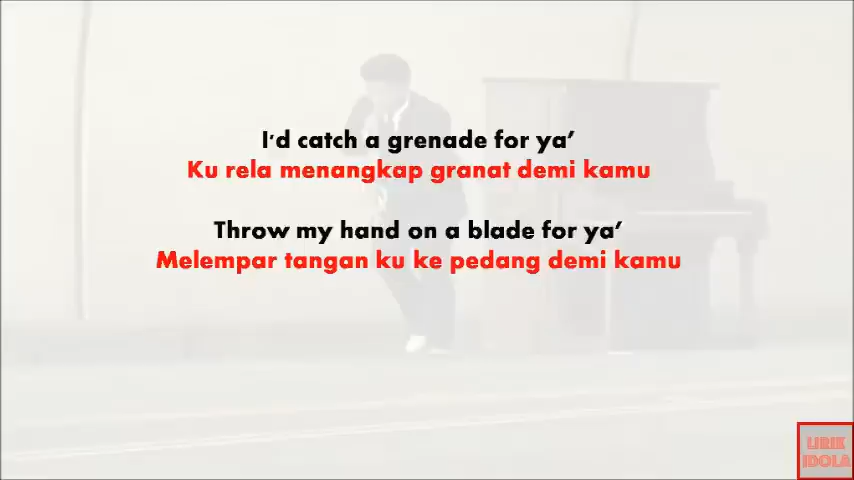 I'd catch a grenade for ya'
Ku rela menangkap granat demi kamu
Throw my hand on a blade for ya'
Melempar tangan ku ke pedang demi kamu
LIRIK
IDOLA